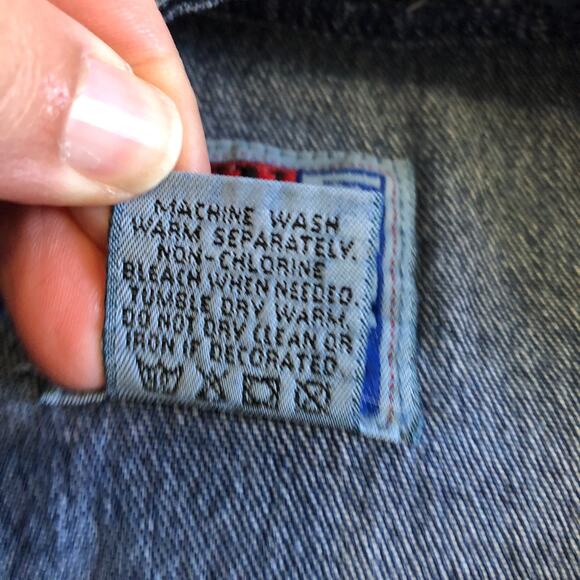 MACHINE WASH
WARM SEPARATELY.
NON-CHLORINE
BLEACH WHEN NEEDED.
TUMBLE DRY WARM.
DO NOT DRY CLEAN OR
IRON IF DECORATED.